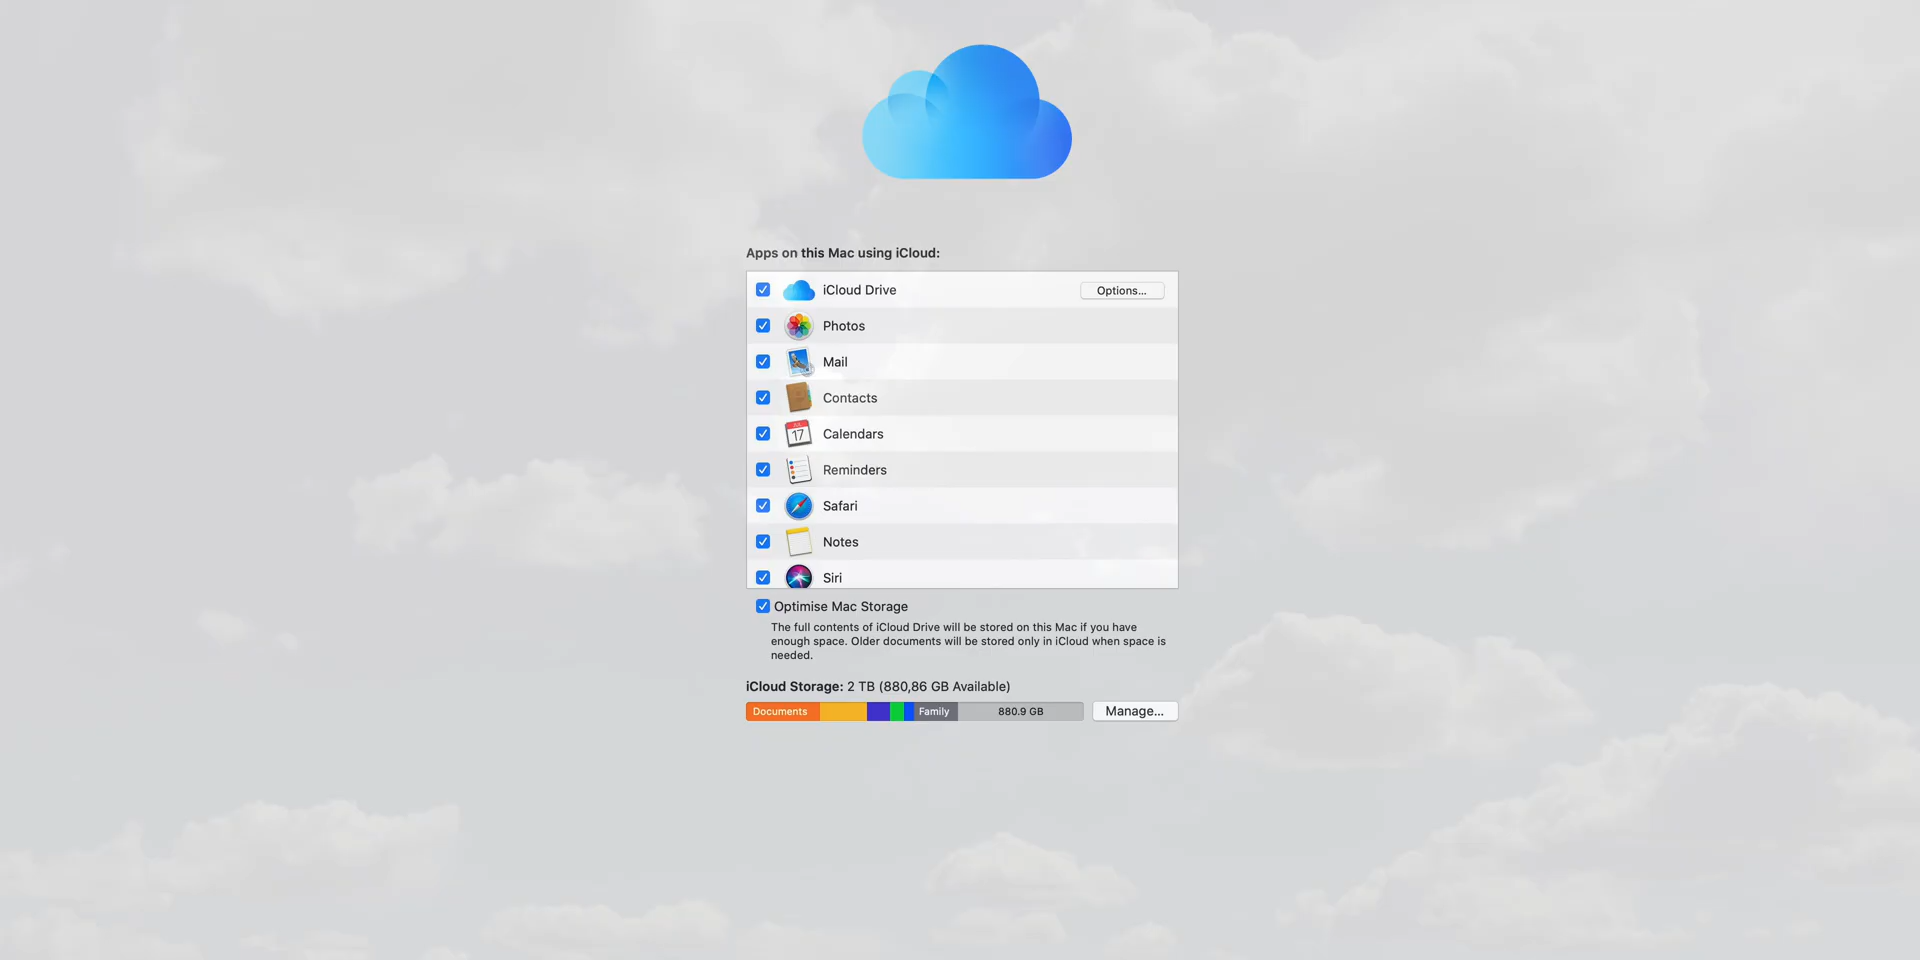 Apps on this Mac using iCloud:
iCloud Drive
Options...
Photos
Mail
Contacts
17
Calendars
Reminders
Safari
Notes
Siri
Optimise Mac Storage
The full contents of iCloud Drive will be stored on this Mac if you have
enough space. Older documents will be stored only in iCloud when space is
needed.
iCloud Storage: 2 TB (880,86 GB Available)
Documents
Family
880.9 GB
Manage...